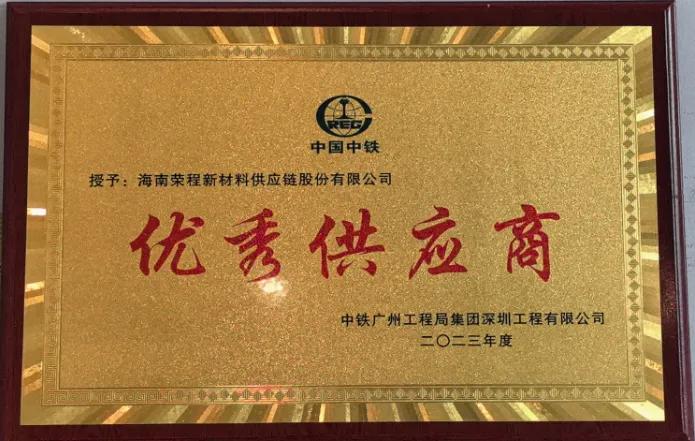 CREC
中国中铁
授予：海南荣程新材料供应链股份有限公司
优秀供应商
中铁广州工程局集团深圳工程有限公司
二〇二三年度